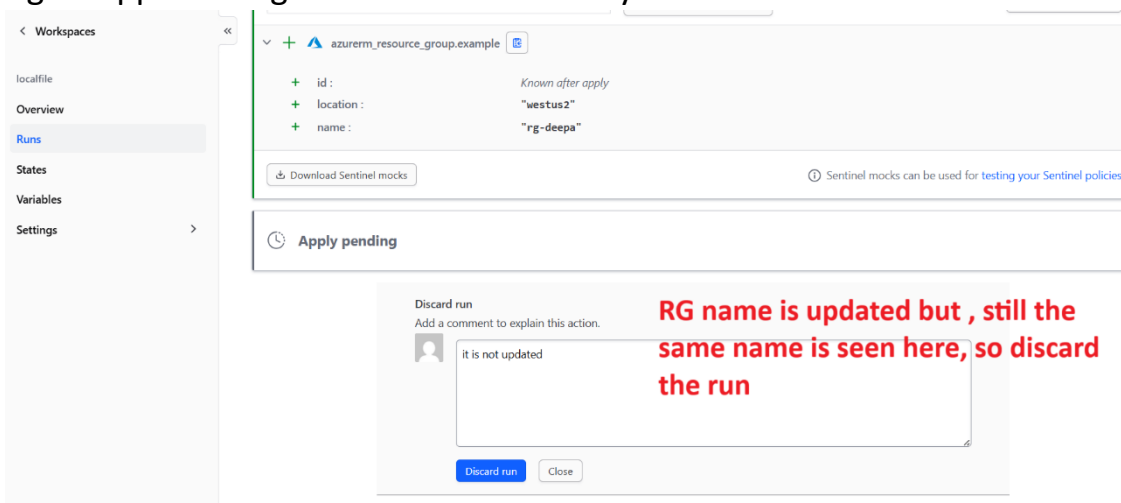 < Workspaces
«
localfile
Overview
Runs
States
Variables
Settings
azurerm_resource_group.example
+ id : Known after apply
+ location : "westus2"
+ name : "rg-deepa"
Download Sentinel mocks
Sentinel mocks can be used for testing your Sentinel policies
Apply pending
Discard run
Add a comment to explain this action.
it is not updated
RG name is updated but , still the
same name is seen here, so discard
the run
Discard run
Close